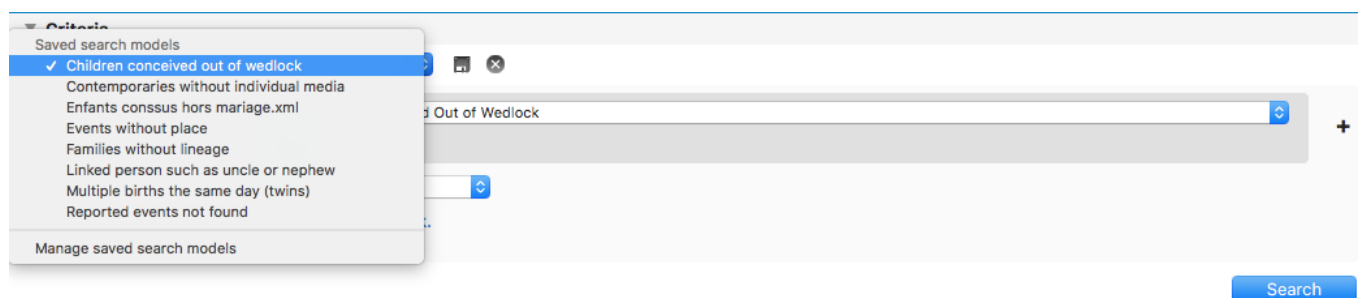 Criteria
Saved search models
✓ Children conceived out of wedlock
Contemporaries without individual media
Enfants conssus hors mariage.xml
d Out of Wedlock
Events without place
Families without lineage
Linked person such as uncle or nephew
Multiple births the same day (twins)
Reported events not found
Manage saved search models
Search